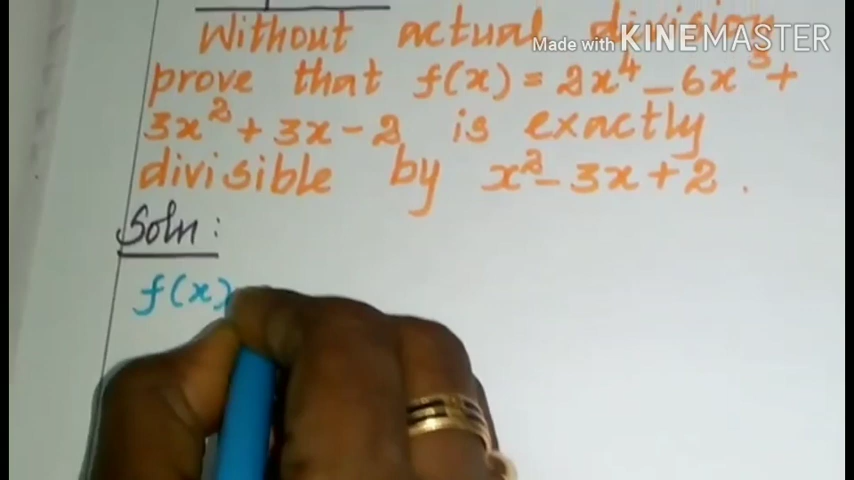 Without actual division
Made with KINEMASTER
prove that f(x) = 2x⁴ - 6x³ +
3x² + 3x - 2 is exactly
divisible by x² - 3x + 2 .
Soln :
f(x)